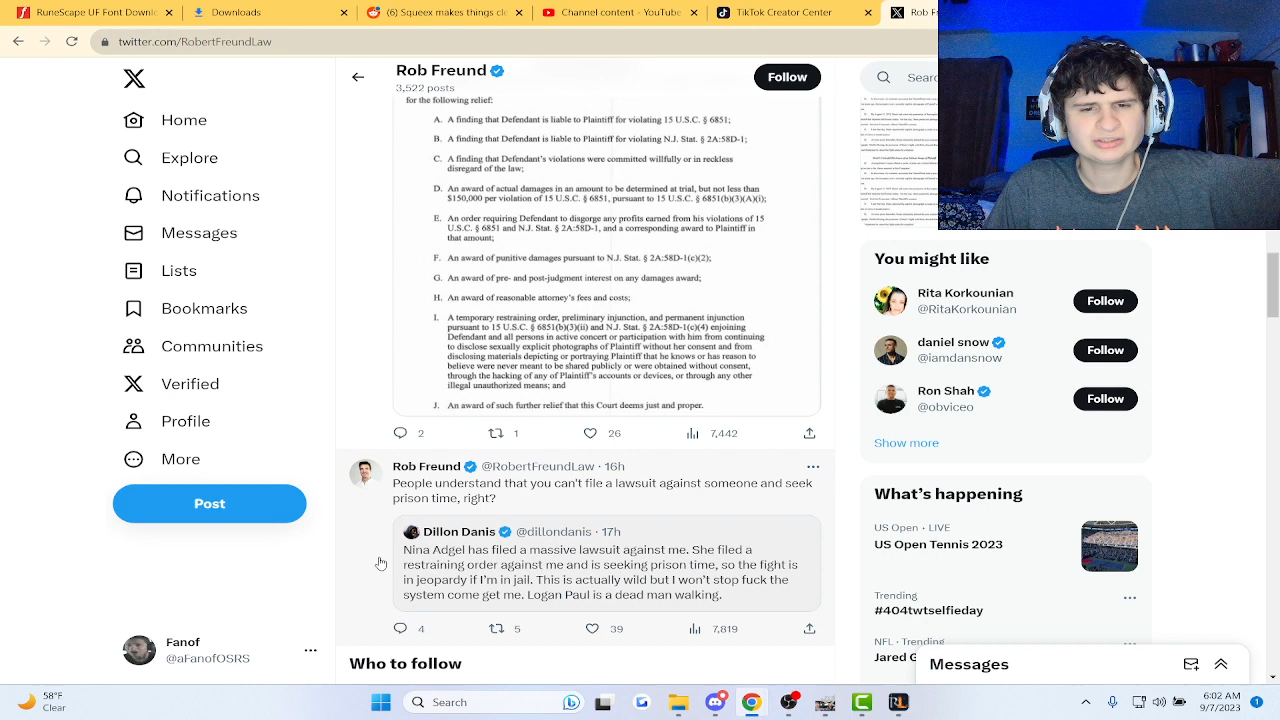 RuneScape UF Downlo
Downloads
(6) Squeex makes thing cle
Channel content - YouTube
TikTok Creator Center
Rob
twitter.com/RobertFreundLaw
Rob Freund
3,522 posts
Follow
Sear
Home
Explore
Notifications
Messages
Lists
Bookmarks
Communities
Verified
Profile
Post
Fanof
@aFanofOSRS
for the following relief:
A. A finding that Defendant is liable to Plaintiff for violating 15 U.S.C. § 6851;
B. A finding that Defendant is liable to Plaintiff for violating N.J. Stat. § 2A:58D-1;
C. A finding that Defendant's violations were committed willfully or in reckless
disregard of the law;
D. An award of actual damages in an amount to be determined at trial, but not less than
$150,000 per violation of 15 U.S.C. § 6851, pursuant to 15 U.S.C. § 6851(b)(3)(A)(i);
E. An order requiring Defendant to disgorge any profits earned from his violations of 15
U.S.C. § 6851 and N.J. Stat. § 2A:58D-1, and a corresponding award to Plaintiff in
that amount;
F. An award of punitive damages pursuant to N.J. Stat. § 2A:58D-1(c)(2);
G. An award of pre- and post-judgment interest on any damages award;
H. An award of reasonable attorney's fees and costs;
I. A temporary restraining order, preliminary injunction, and permanent injunction
pursuant to 15 U.S.C. § 6851(b)(3)(ii) and N.J. Stat. § 2A:58D-1(c)(4) enjoining
Defendant and all persons in active concert or participation with him from continuing
to disclose sexually explicit photographs of Plaintiff without her consent and from
disclosing materials depicting or portraying Plaintiff that he knows or has reason to
believe were never meant to be shared publicly or were obtained without consent,
through the hacking of any of Plaintiff's accounts or devices, or through any other
illegal unauthorized means; and
J. An award of such further relief that this Court deems just and proper.
2 1 26 7,442
Rob Freund @RobertFreundLaw · 16h
People understand that you can't file a lawsuit against someone and seek
prison time, right?
Dillon Danis @dillondanis · 17h
Nina Adgel has filed a massive lawsuit against me. She filed a
restraining order against me and is seeking prison time, so the fight is
in jeopardy if I'm in jail. This is actually wild but I won't stop fuck the
system come get me. Logan Paul is a dead man walking.
4 5 39 7,819
Who to follow
You might like
Rita Korkounian
@RitaKorkounian
Follow
daniel snow
@iamdansnow
Follow
Ron Shah
@obviceo
Follow
Show more
What's happening
US Open · LIVE
US Open Tennis 2023
Trending
#404twtselfieday
NFL · Trending
Jared G
Messages
58°F
Clear
Search
6:02 AM
9/7/2023
1